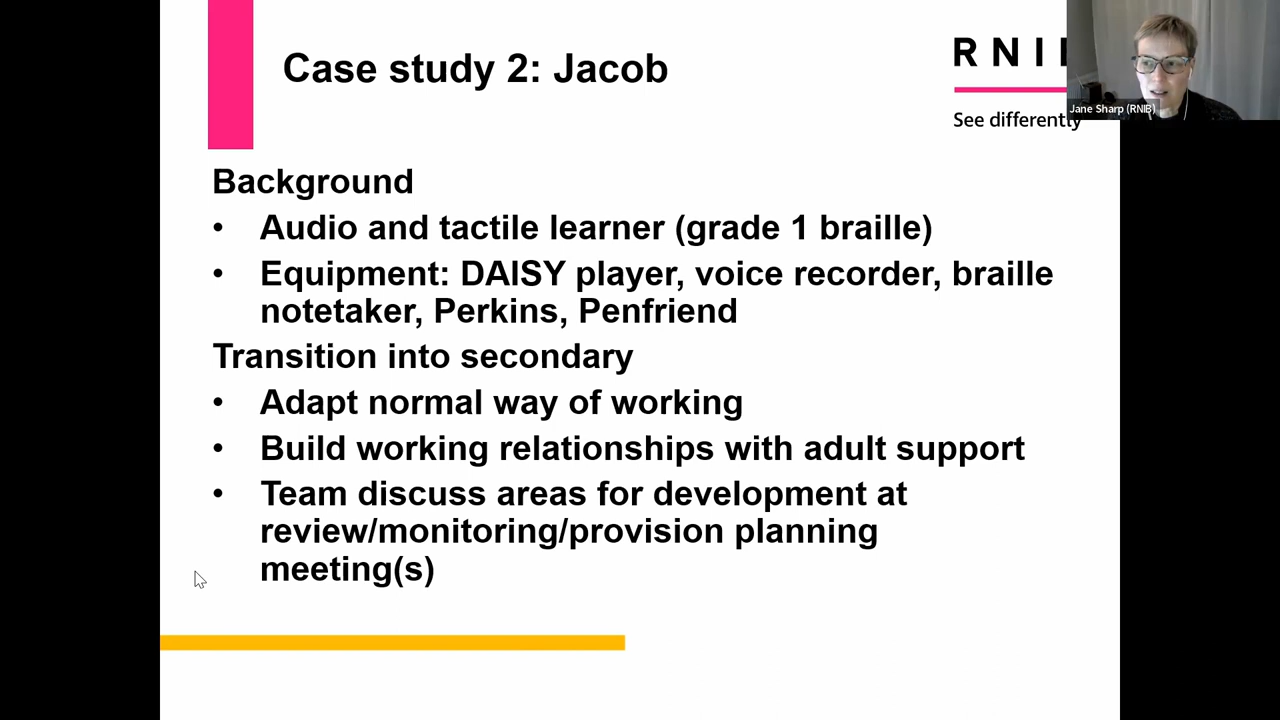 Case study 2: Jacob
RNI
See differently
Jane Sharp (RNIB)
Background
• Audio and tactile learner (grade 1 braille)
• Equipment: DAISY player, voice recorder, braille
notetaker, Perkins, Penfriend
Transition into secondary
• Adapt normal way of working
• Build working relationships with adult support
• Team discuss areas for development at
review/monitoring/provision planning
meeting(s)